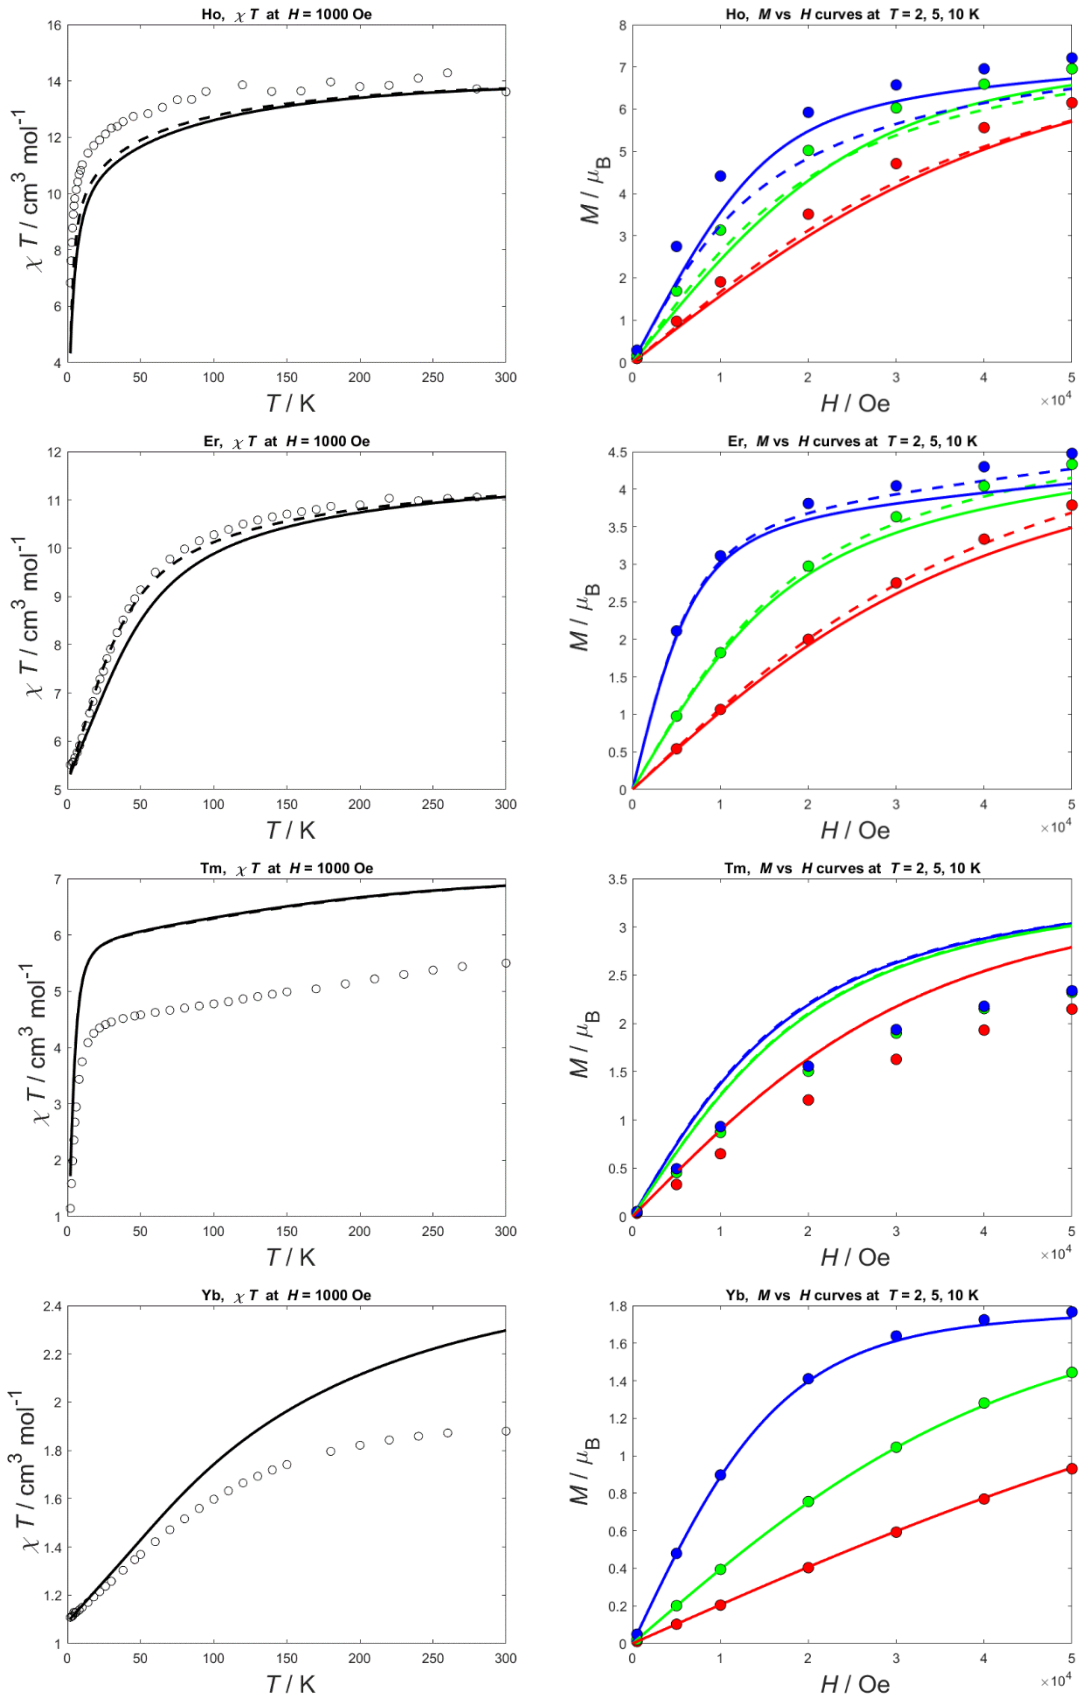 Ho, χ T at H = 1000 Oe
16
14
12
10
8
6
4
χ T / cm3 mol-1
0 50 100 150 200 250 300
T / K
Ho, M vs H curves at T = 2, 5, 10 K
8
7
6
5
4
3
2
1
0
M / μB
0 1 2 3 4 5
×10^4
H / Oe
Er, χ T at H = 1000 Oe
12
11
10
9
8
7
6
5
χ T / cm3 mol-1
0 50 100 150 200 250 300
T / K
Er, M vs H curves at T = 2, 5, 10 K
4.5
4
3.5
3
2.5
2
1.5
1
0.5
0
M / μB
0 1 2 3 4 5
×10^4
H / Oe
Tm, χ T at H = 1000 Oe
7
6
5
4
3
2
1
χ T / cm3 mol-1
0 50 100 150 200 250 300
T / K
Tm, M vs H curves at T = 2, 5, 10 K
3.5
3
2.5
2
1.5
1
0.5
0
M / μB
0 1 2 3 4 5
×10^4
H / Oe
Yb, χ T at H = 1000 Oe
2.4
2.2
2
1.8
1.6
1.4
1.2
1
χ T / cm3 mol-1
0 50 100 150 200 250 300
T / K
Yb, M vs H curves at T = 2, 5, 10 K
1.8
1.6
1.4
1.2
1
0.8
0.6
0.4
0.2
0
M / μB
0 1 2 3 4 5
×10^4
H / Oe